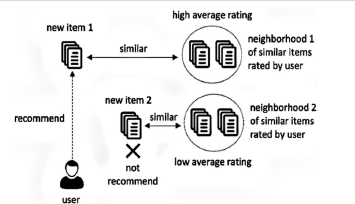 high average rating
new item 1
similar
neighborhood 1
of similar items
rated by user
recommend
new item 2
similar
neighborhood 2
of similar items
rated by user
not
recommend
low average rating
user